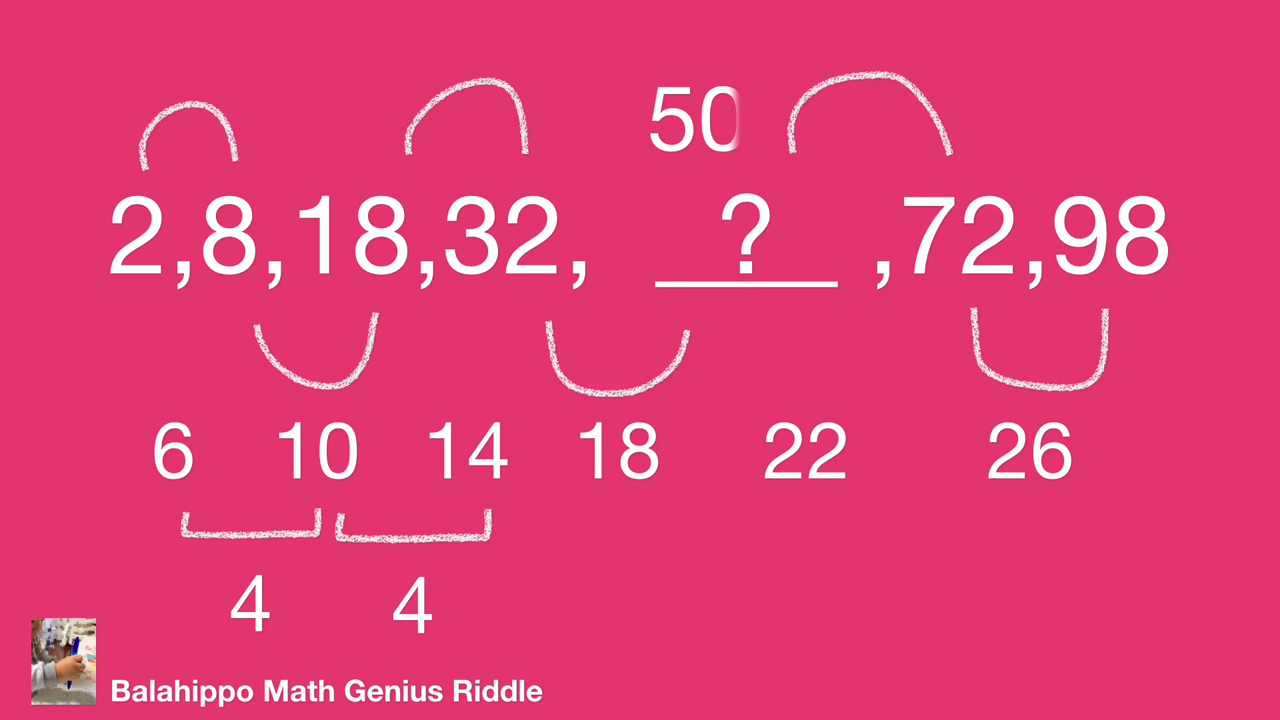 50
2,8,18,32, ? ,72,98
6 10 14 18 22 26
4 4
Balahippo Math Genius Riddle